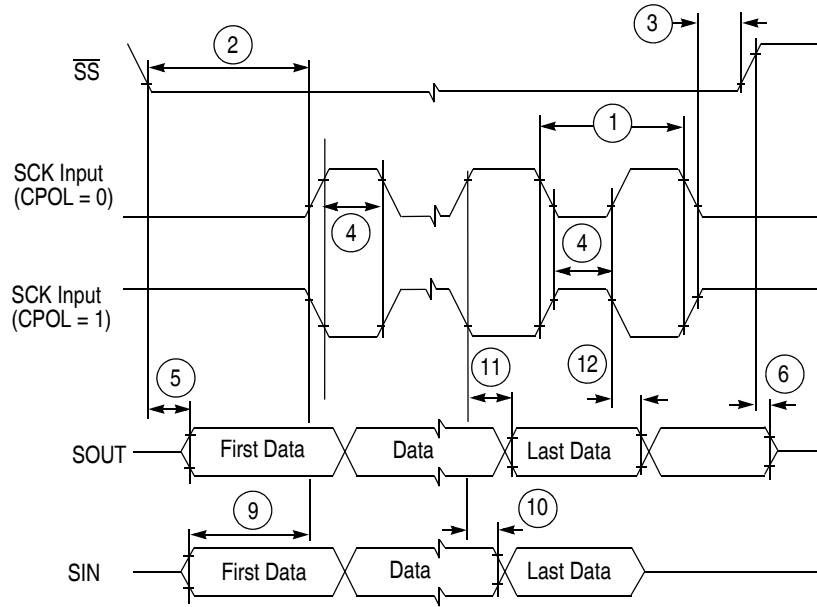 3
2
SS
1
SCK Input
(CPOL = 0)
4
4
SCK Input
(CPOL = 1)
5
11
12
6
SOUT
First Data
Data
Last Data
9
10
SIN
First Data
Data
Last Data